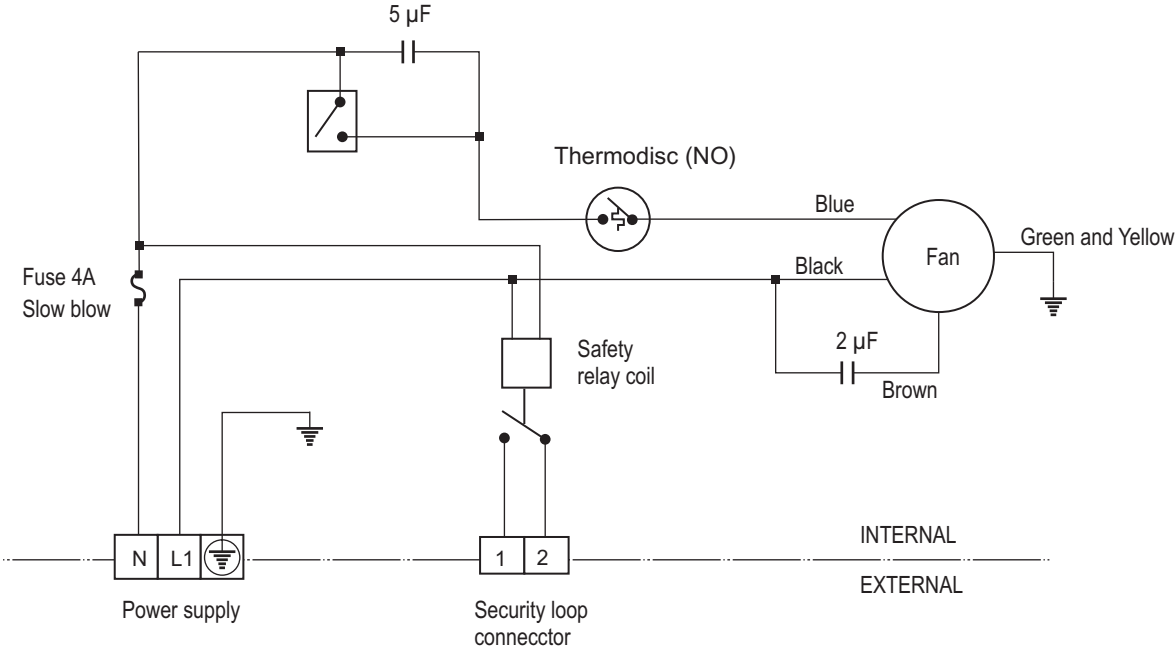 5 µF
Thermodisc (NO)
Blue
Green and Yellow
Fan
Black
Fuse 4A
Slow blow
2 µF
Safety
relay coil
Brown
INTERNAL
N L1
1 2
EXTERNAL
Power supply
Security loop
connecctor